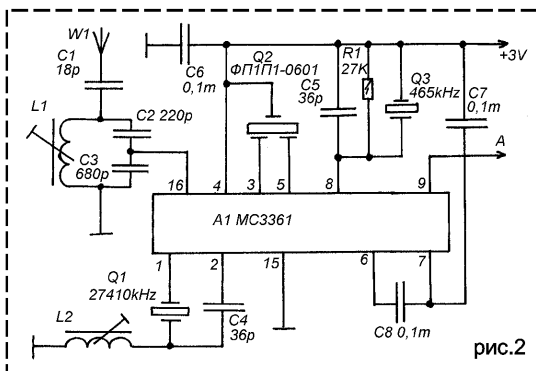 W1
C1
18p
L1
C2 220p
C3
680p
C6
0,1m
Q2
ФП1П1-0601
C5
36p
R1
27K
Q3
465kHz
C7
0,1m
+3V
A
16
4
3
5
8
9
A1 MC3361
1
2
15
6
7
Q1
27410kHz
L2
C4
36p
C8 0,1m
рис.2